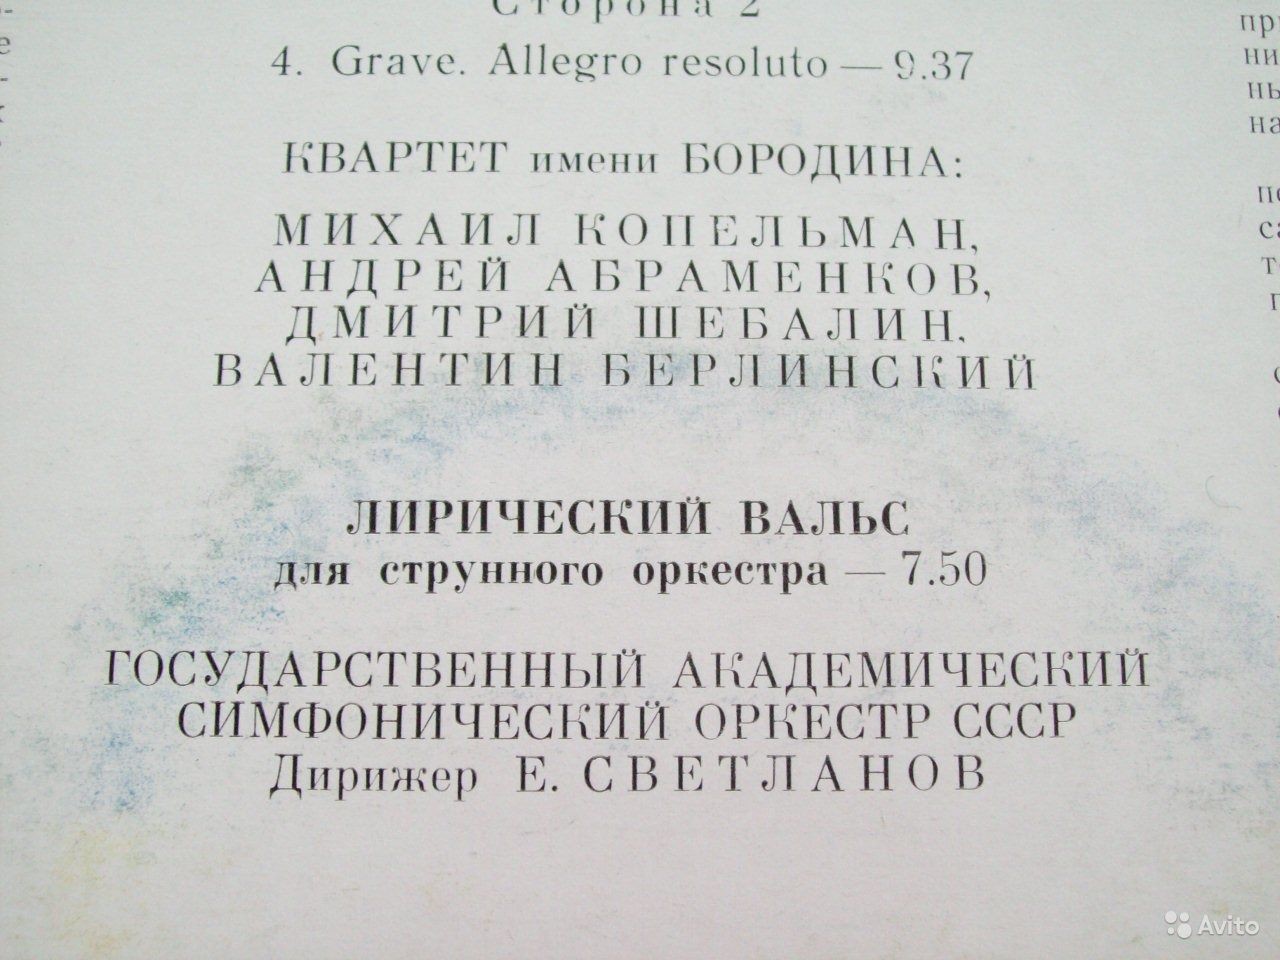 Сторона 2
4. Grave. Allegro resoluto — 9.37
КВАРТЕТ имени БОРОДИНА:
МИХАИЛ КОПЕЛЬМАН,
АНДРЕЙ АБРАМЕНКОВ,
ДМИТРИЙ ШЕБАЛИН,
ВАЛЕНТИН БЕРЛИНСКИЙ
ЛИРИЧЕСКИЙ ВАЛЬС
для струнного оркестра — 7.50
ГОСУДАРСТВЕННЫЙ АКАДЕМИЧЕСКИЙ
СИМФОНИЧЕСКИЙ ОРКЕСТР СССР
Дирижер Е. СВЕТЛАНОВ
Avito